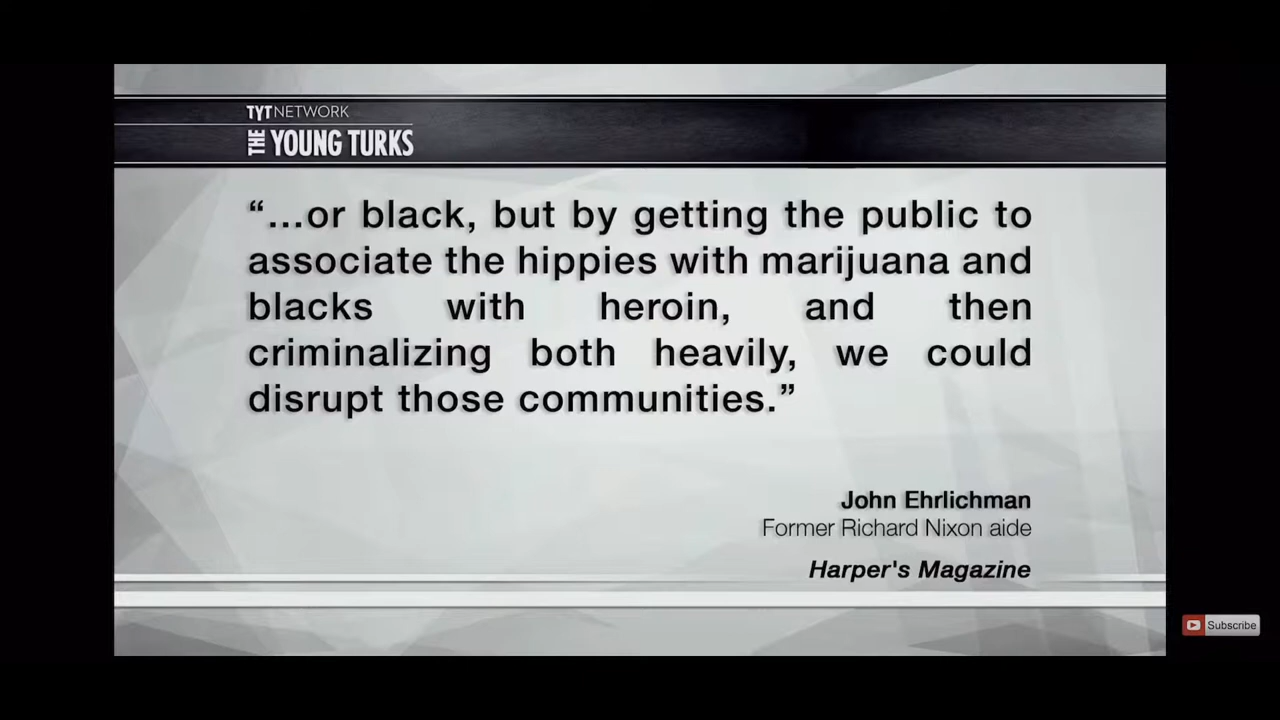 TYT NETWORK
THE YOUNG TURKS
“...or black, but by getting the public to
associate the hippies with marijuana and
blacks with heroin, and then
criminalizing both heavily, we could
disrupt those communities.”
John Ehrlichman
Former Richard Nixon aide
Harper's Magazine
Subscribe